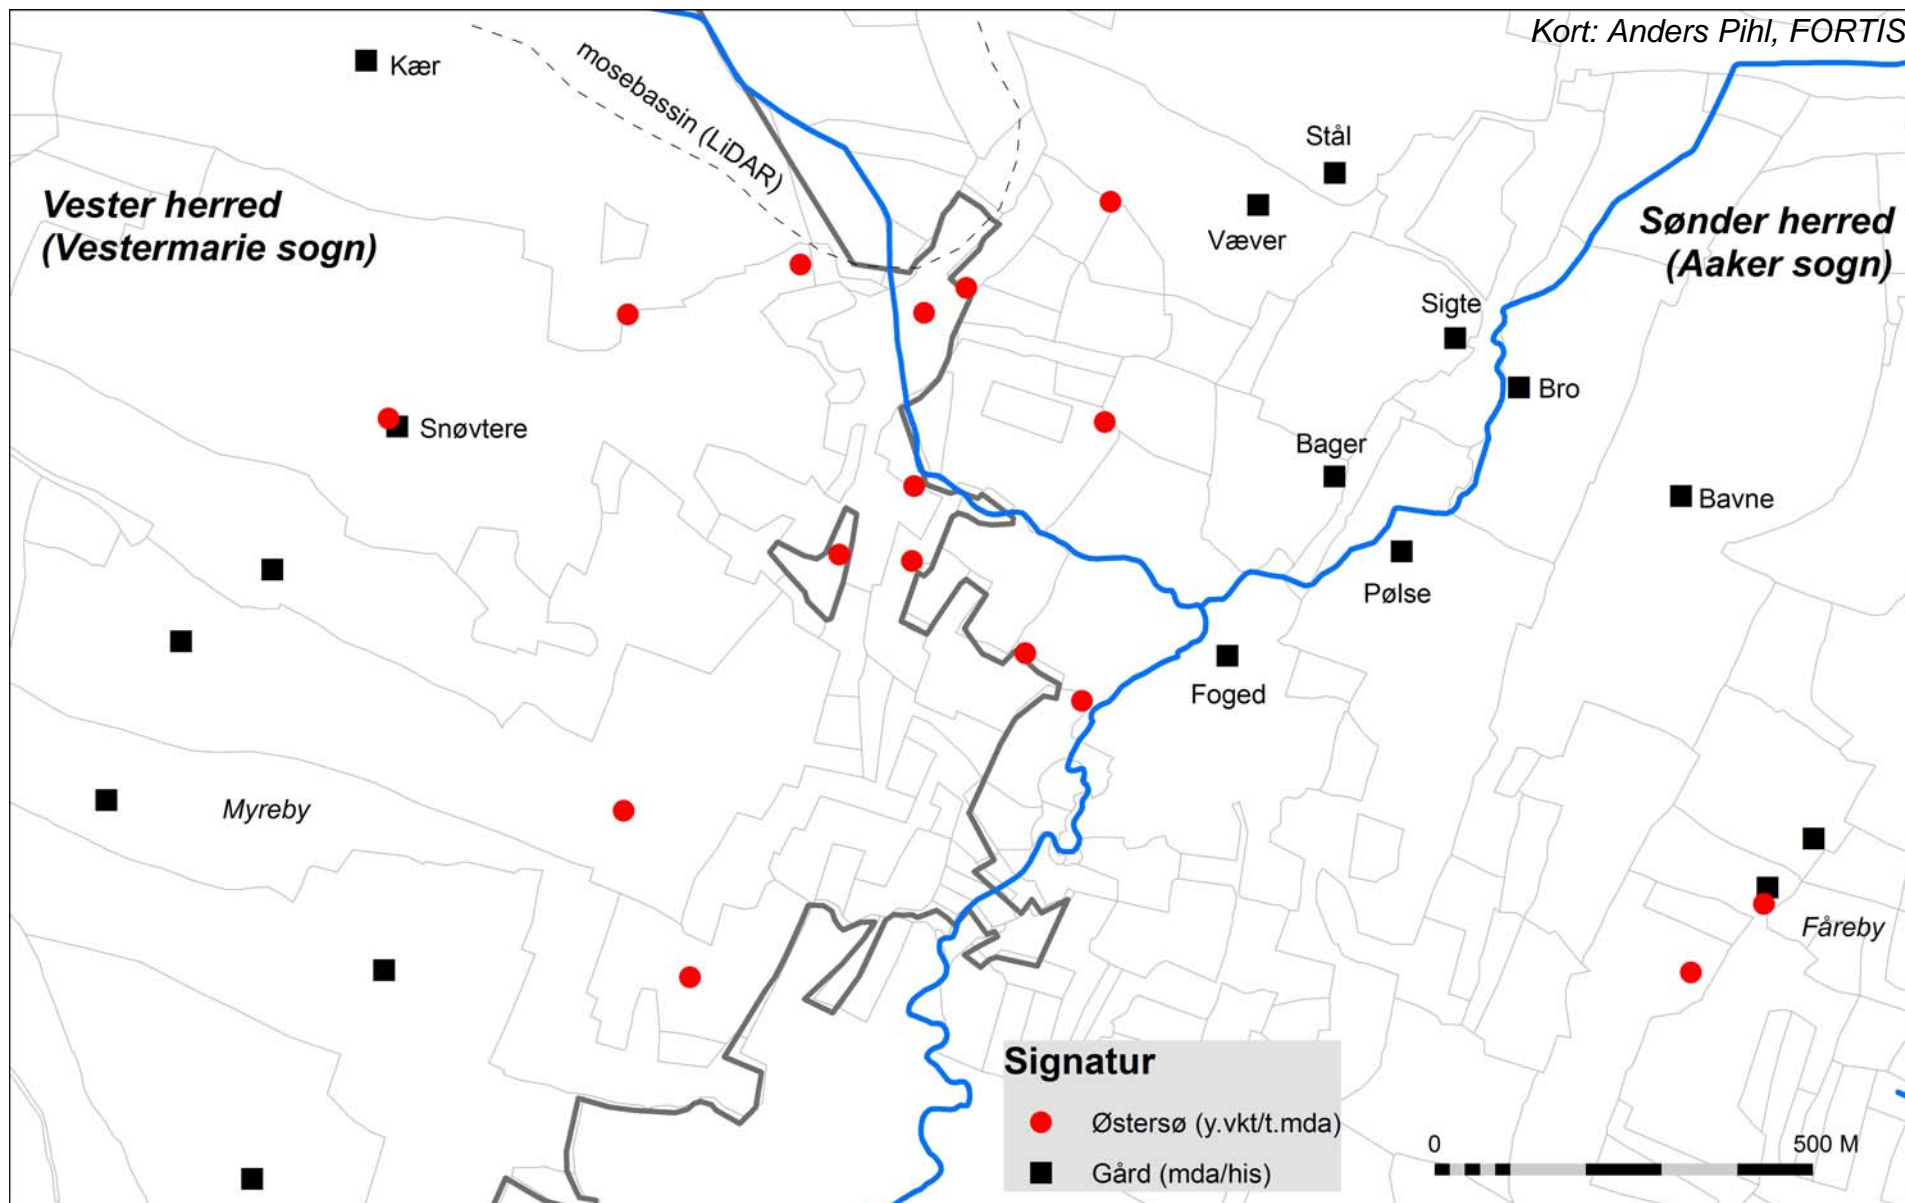 Kort: Anders Pihl, FORTIS
Kær
mosebassin (LiDAR)
Stål
Vester herred
(Vestermarie sogn)
Væver
Sønder herred
(Aaker sogn)
Sigte
Bro
Snøvtere
Bager
Bavne
Pølse
Foged
Myreby
Fåreby
Signatur
Østersø (y.vkt/t.mda)
Gård (mda/his)
0 500 M